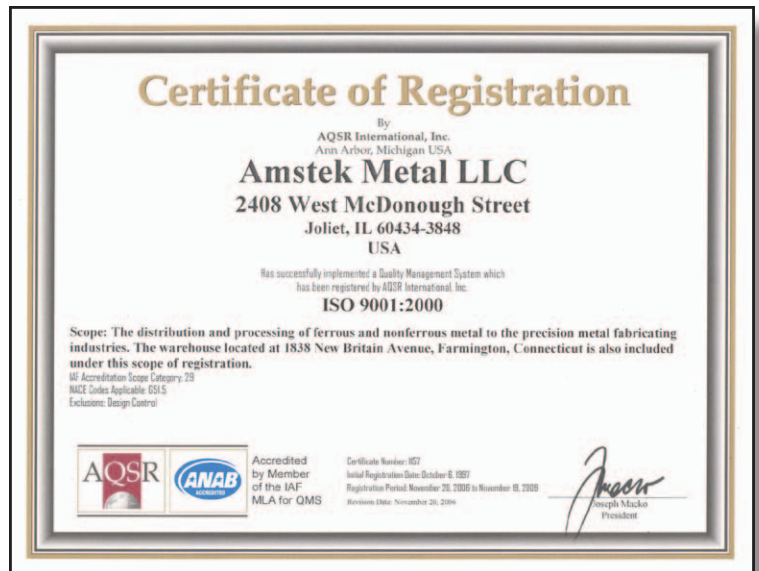 Certificate of Registration
By
AQSR International, Inc.
Ann Arbor, Michigan USA
Amstek Metal LLC
2408 West McDonough Street
Joliet, IL 60434-3848
USA
Has successfully implemented a Quality Management System which
has been registered by AQSR International, Inc.
ISO 9001:2000
Scope: The distribution and processing of ferrous and nonferrous metal to the precision metal fabricating
industries. The warehouse located at 1838 New Britain Avenue, Farmington, Connecticut is also included
under this scope of registration.
IAF Accreditation Scope Category: 29
NACE Codes Applicable: G51.5
Exclusions: Design Control
AQSR
ANAB
ACCREDITED
Accredited
by Member
of the IAF
MLA for QMS
Certificate Number: 1157
Initial Registration Date: October 6, 1997
Registration Period: November 20, 2006 to November 19, 2009
Revision Date: November 20, 2006
Joseph Macko
President